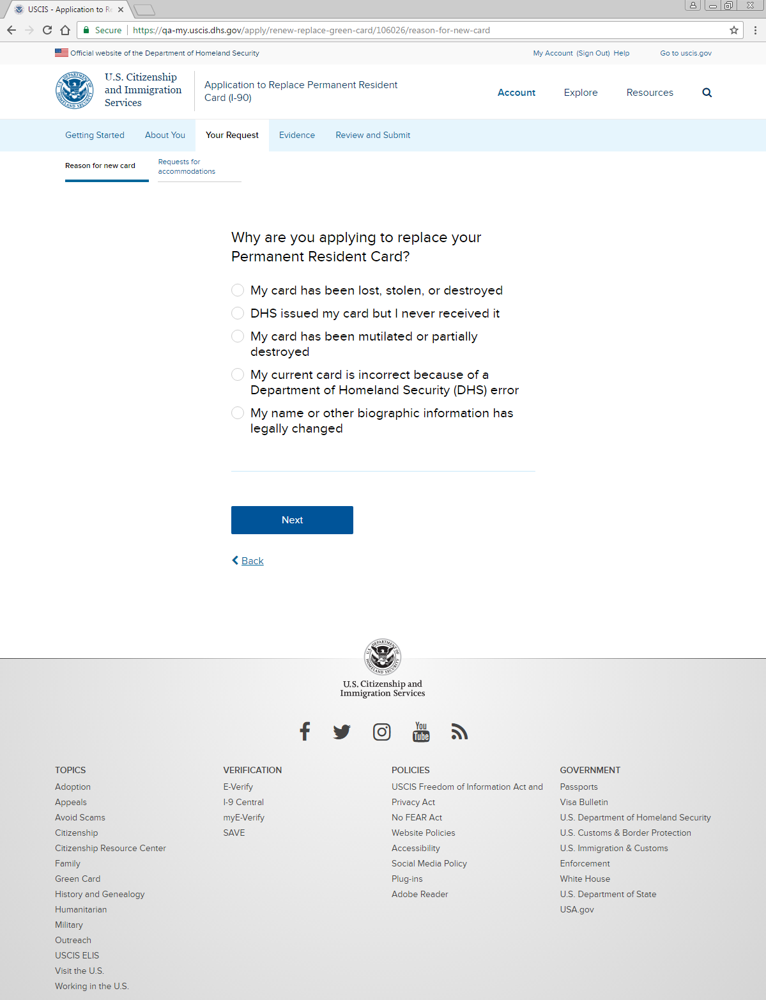 USCIS - Application to Re
Secure
https://qa-my.uscis.dhs.gov/apply/renew-replace-green-card/106026/reason-for-new-card
Official website of the Department of Homeland Security
My Account (Sign Out) Help
Go to uscis.gov
U.S. Citizenship
and Immigration
Services
Application to Replace Permanent Resident
Card (I-90)
Account
Explore
Resources
Getting Started
About You
Your Request
Evidence
Review and Submit
Reason for new card
Requests for
accommodations
Why are you applying to replace your
Permanent Resident Card?
My card has been lost, stolen, or destroyed
DHS issued my card but I never received it
My card has been mutilated or partially
destroyed
My current card is incorrect because of a
Department of Homeland Security (DHS) error
My name or other biographic information has
legally changed
Next
Back
U.S. DEPARTMENT OF HOMELAND SECURITY
U.S. Citizenship and
Immigration Services
You
Tube
TOPICS
Adoption
Appeals
Avoid Scams
Citizenship
Citizenship Resource Center
Family
Green Card
History and Genealogy
Humanitarian
Military
Outreach
USCIS ELIS
Visit the U.S.
Working in the U.S.
VERIFICATION
E-Verify
I-9 Central
myE-Verify
SAVE
POLICIES
USCIS Freedom of Information Act and
Privacy Act
No FEAR Act
Website Policies
Accessibility
Social Media Policy
Plug-ins
Adobe Reader
GOVERNMENT
Passports
Visa Bulletin
U.S. Department of Homeland Security
U.S. Customs & Border Protection
U.S. Immigration & Customs
Enforcement
White House
U.S. Department of State
USA.gov